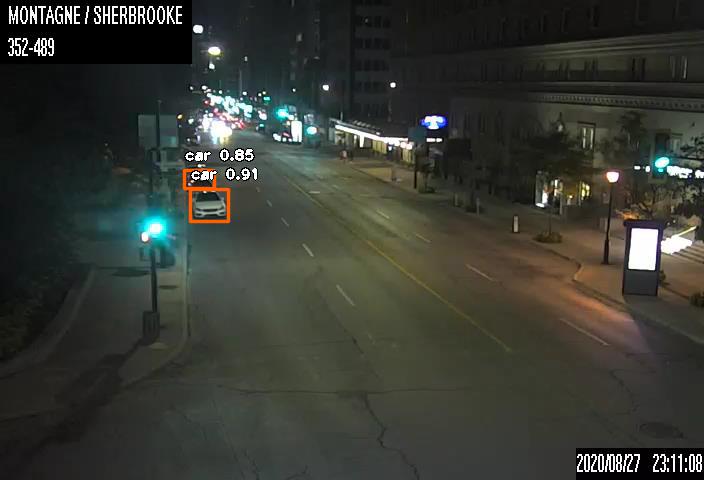 MONTAGNE / SHERBROOKE
352-489
car 0.85
car 0.91
2020/08/27 23:11:08